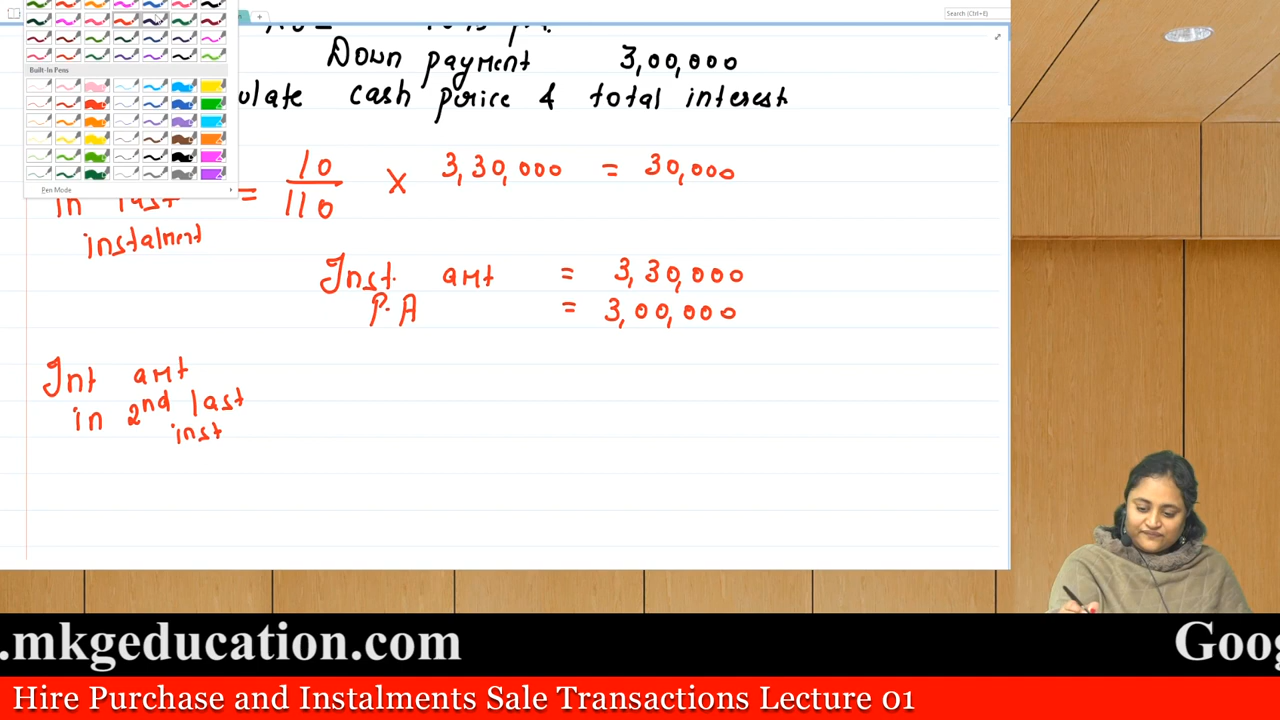 Search (Ctrl+E)
Down payment 3,00,000
ulate cash price & total interest
Built-In Pens
Pen Mode
= 10/110 × 3,30,000 = 30,000
in last
instalment
Inst. amt = 3,30,000
P.A = 3,00,000
Int amt
in 2nd last
inst
.mkgeducation.com Goog
Hire Purchase and Instalments Sale Transactions Lecture 01